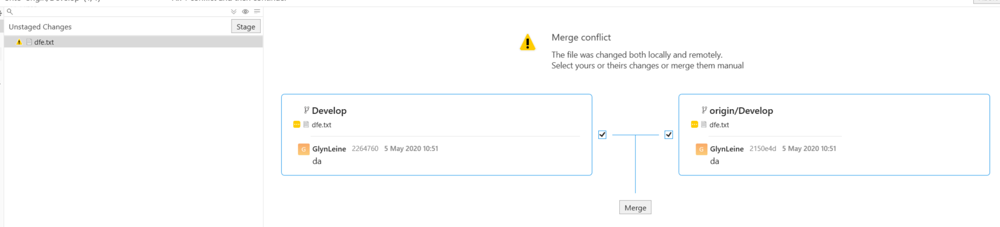 Unstaged Changes
Stage
dfe.txt
Merge conflict
The file was changed both locally and remotely.
Select yours or theirs changes or merge them manual
Develop
dfe.txt
G GlynLeine 2264760 5 May 2020 10:51
da
origin/Develop
dfe.txt
G GlynLeine 2150e4d 5 May 2020 10:51
da
Merge